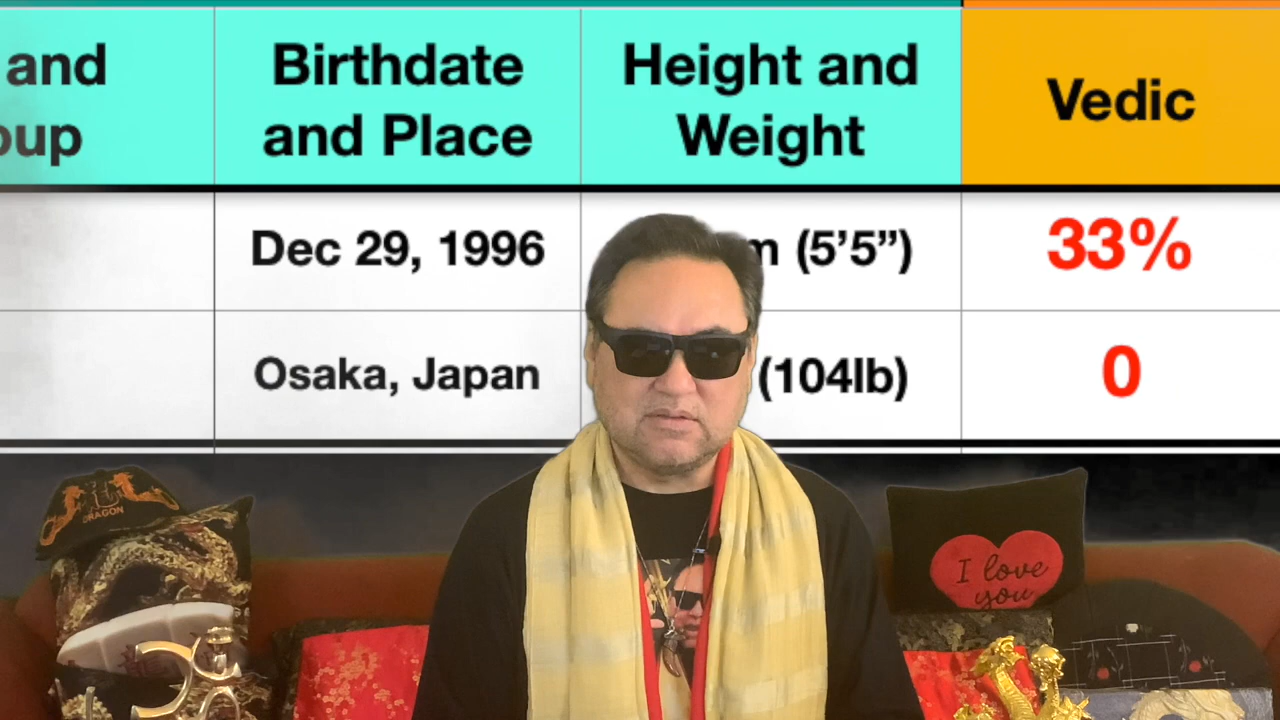 and
Birthdate
and Place
Height and
Weight
Vedic
Dec 29, 1996
(5’5”)
33%
Osaka, Japan
(104lb)
0
DRAGON
I love
you